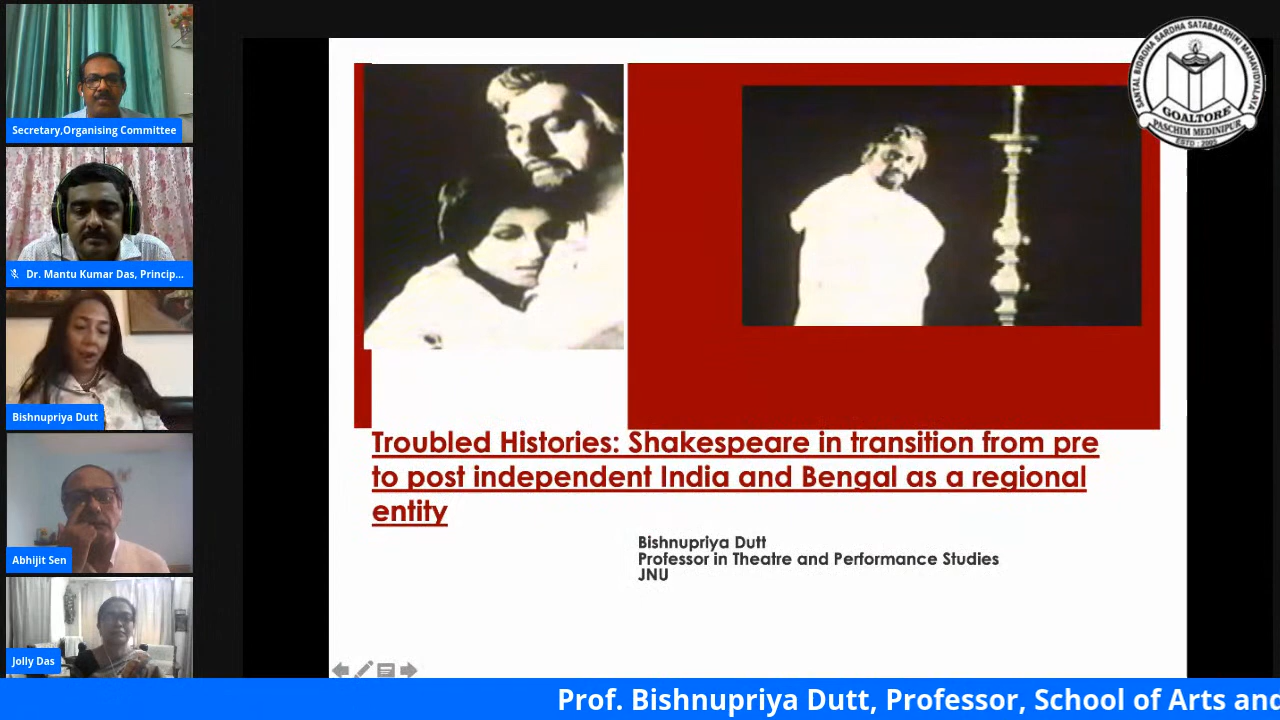 Secretary,Organising Committee
Dr. Mantu Kumar Das, Princip...
Bishnupriya Dutt
Abhijit Sen
Jolly Das
SANTAL BIDROHA SARDHA SATABARSHIKI MAHAVIDYALAYA
GOALTORE
PASCHIM MEDINIPUR
ESTD : 2005
Troubled Histories: Shakespeare in transition from pre
to post independent India and Bengal as a regional
entity
Bishnupriya Dutt
Professor in Theatre and Performance Studies
JNU
Prof. Bishnupriya Dutt, Professor, School of Arts and